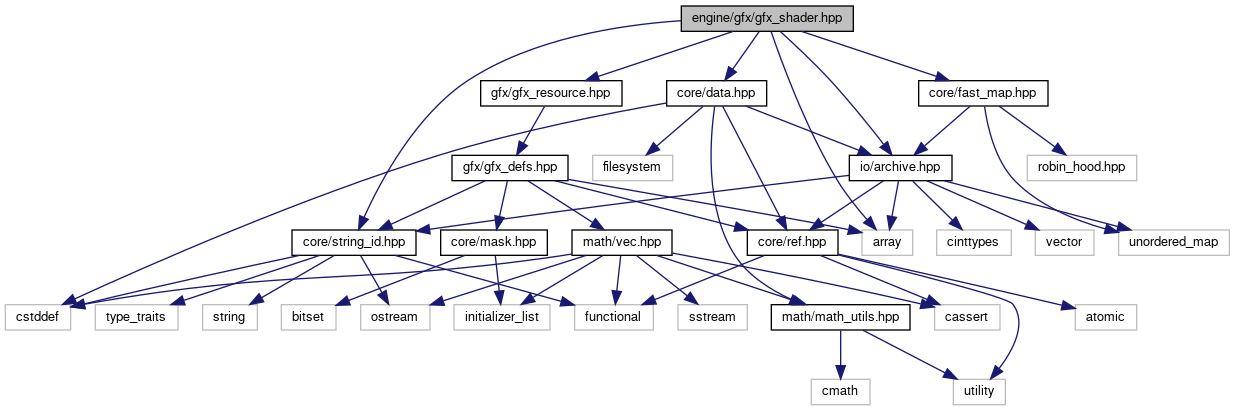 engine/gfx/gfx_shader.hpp
gfx/gfx_resource.hpp
core/data.hpp
core/fast_map.hpp
gfx/gfx_defs.hpp
filesystem
io/archive.hpp
robin_hood.hpp
core/string_id.hpp
core/mask.hpp
math/vec.hpp
core/ref.hpp
array
cinttypes
vector
unordered_map
cstddef
type_traits
string
bitset
ostream
initializer_list
functional
sstream
math/math_utils.hpp
cassert
atomic
cmath
utility